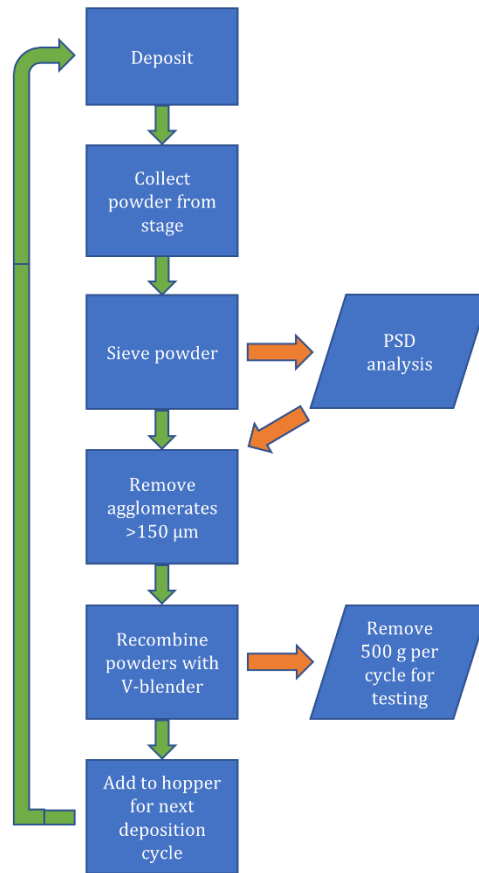 Deposit
Collect
powder from
stage
Sieve powder
PSD
analysis
Remove
agglomerates
>150 μm
Recombine
powders with
V-blender
Remove
500 g per
cycle for
testing
Add to hopper
for next
deposition
cycle